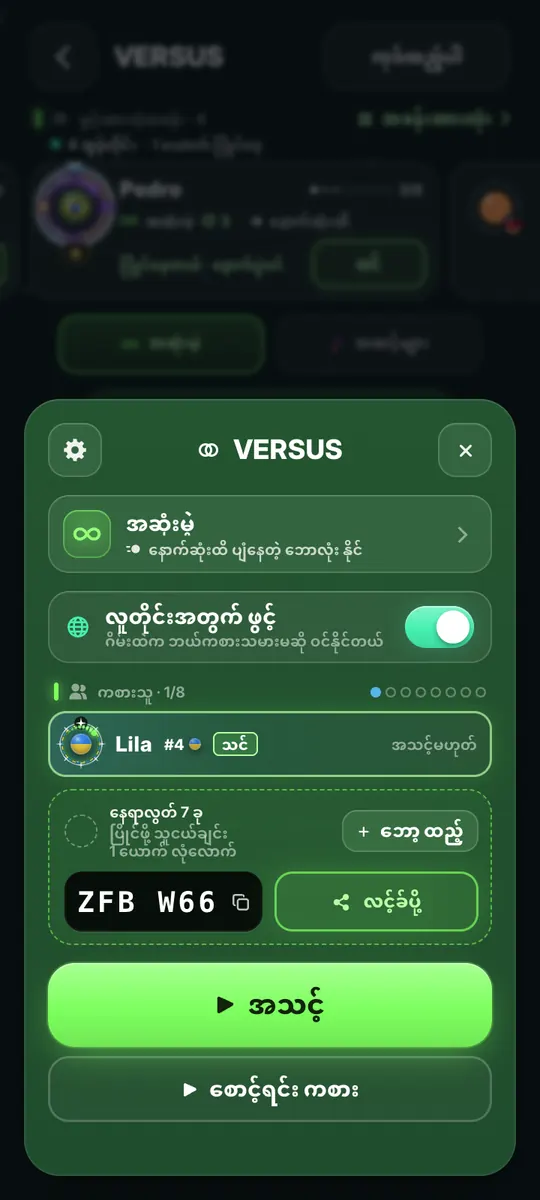 VERSUS
Pedro
VERSUS
အဆုံးမဲ့
နောက်ဆုံးထိ ပျံနေတဲ့ ဘောလုံး နိုင်
လူတိုင်းအတွက် ဖွင့်
ဂိမ်းထဲက ဘယ်ကစားသမားမဆို ဝင်နိုင်တယ်
ကစားသူ · 1/8
Lila #4 သင် အသင့်မဟုတ်
နေရာလွတ် 7 ခု
ပြိုင်ဖို့ သူငယ်ချင်း
1 ယောက် လုံလောက်
+ ဘော့ ထည့်
ZFB W66
လင့်ခ်ပို့
အသင့်
စောင့်ရင်း ကစား